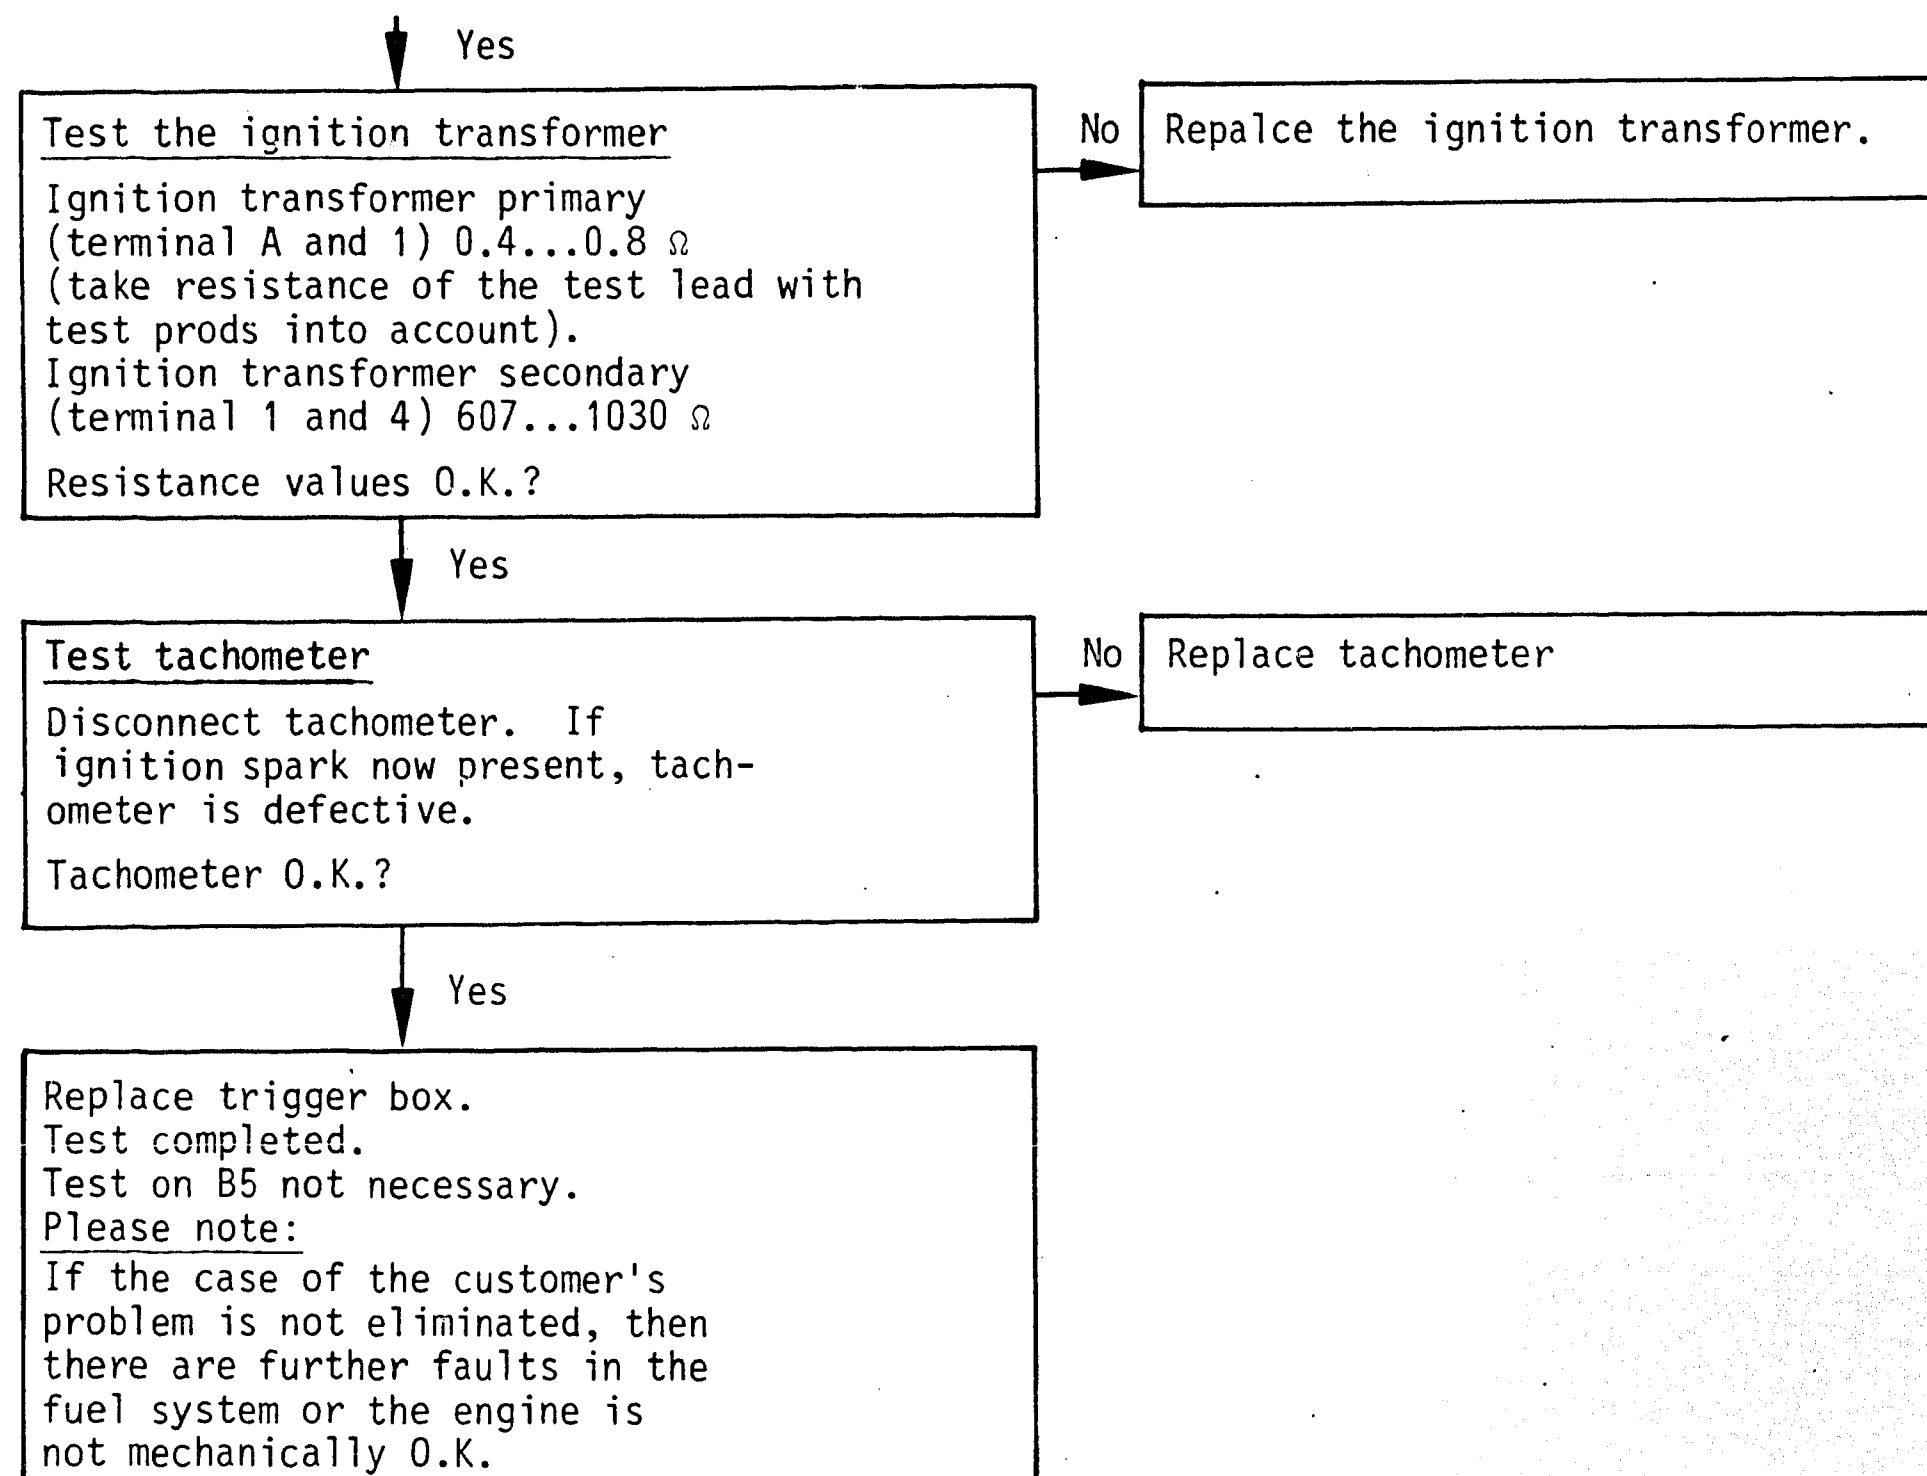 Yes
Test the ignition transformer
Ignition transformer primary
(terminal A and 1) 0.4...0.8 Ω
(take resistance of the test lead with
test prods into account).
Ignition transformer secondary
(terminal 1 and 4) 607...1030 Ω
Resistance values O.K.?
No
Repalce the ignition transformer.
Yes
Test tachometer
Disconnect tachometer. If
ignition spark now present, tach-
ometer is defective.
Tachometer O.K.?
No
Replace tachometer
Yes
Replace trigger box.
Test completed.
Test on B5 not necessary.
Please note:
If the case of the customer's
problem is not eliminated, then
there are further faults in the
fuel system or the engine is
not mechanically O.K.